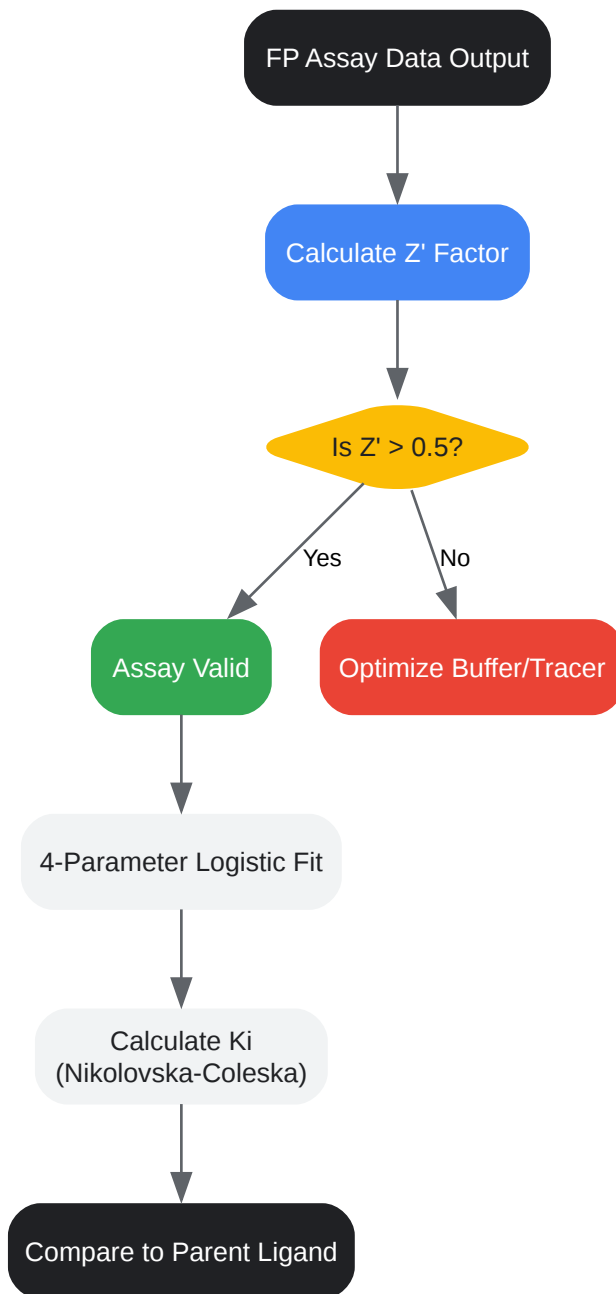 FP Assay Data Output
Calculate Z' Factor
Is Z' > 0.5?
Yes
No
Assay Valid
Optimize Buffer/Tracer
4-Parameter Logistic Fit
Calculate Ki
(Nikolovska-Coleska)
Compare to Parent Ligand